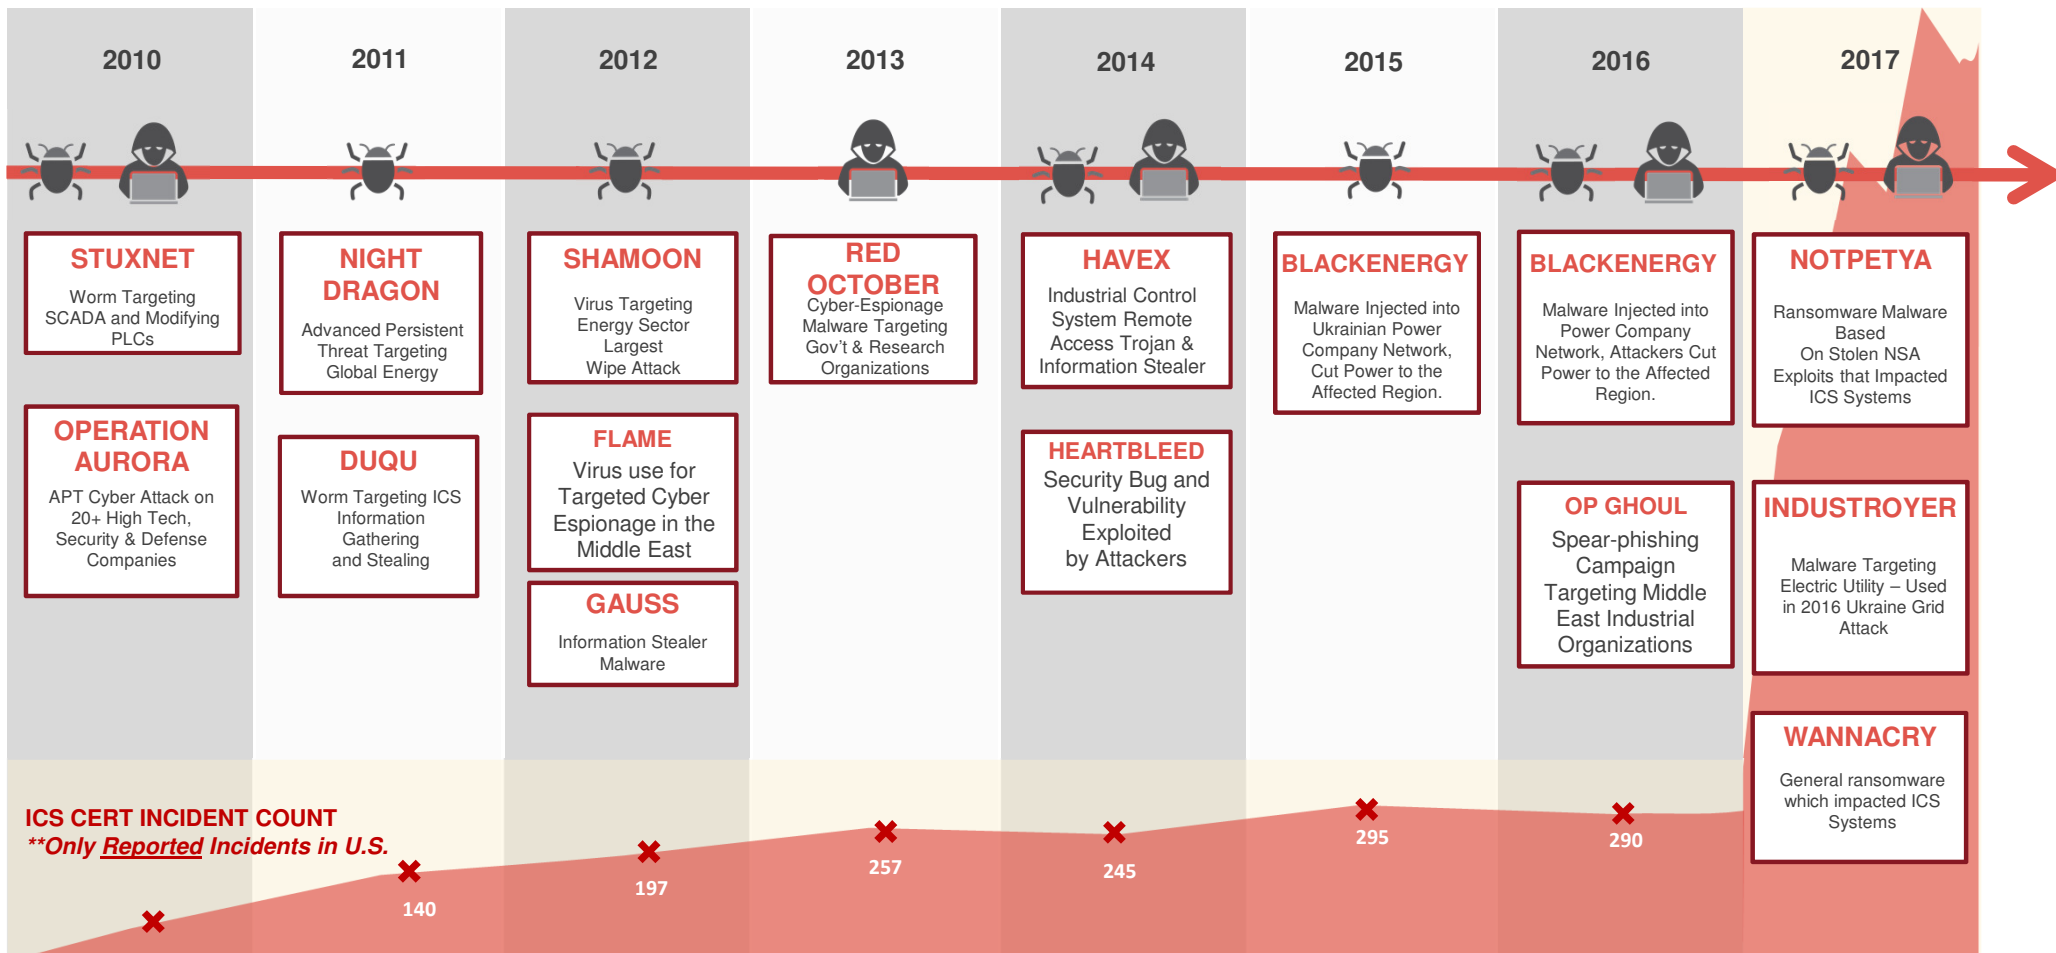 2010
2011
2012
2013
2014
2015
2016
2017
STUXNET
Worm Targeting
SCADA and Modifying
PLCs
OPERATION
AURORA
APT Cyber Attack on
20+ High Tech,
Security & Defense
Companies
NIGHT
DRAGON
Advanced Persistent
Threat Targeting
Global Energy
DUQU
Worm Targeting ICS
Information
Gathering
and Stealing
SHAMOON
Virus Targeting
Energy Sector
Largest
Wipe Attack
FLAME
Virus use for
Targeted Cyber
Espionage in the
Middle East
GAUSS
Information Stealer
Malware
RED
OCTOBER
Cyber-Espionage
Malware Targeting
Gov't & Research
Organizations
HAVEX
Industrial Control
System Remote
Access Trojan &
Information Stealer
HEARTBLEED
Security Bug and
Vulnerability
Exploited
by Attackers
BLACKENERGY
Malware Injected into
Ukrainian Power
Company Network,
Cut Power to the
Affected Region.
BLACKENERGY
Malware Injected into
Power Company
Network, Attackers Cut
Power to the Affected
Region.
OP GHOUL
Spear-phishing
Campaign
Targeting Middle
East Industrial
Organizations
NOTPETYA
Ransomware Malware
Based
On Stolen NSA
Exploits that Impacted
ICS Systems
INDUSTROYER
Malware Targeting
Electric Utility – Used
in 2016 Ukraine Grid
Attack
WANNACRY
General ransomware
which impacted ICS
Systems
ICS CERT INCIDENT COUNT
**Only Reported Incidents in U.S.
140
197
257
245
295
290